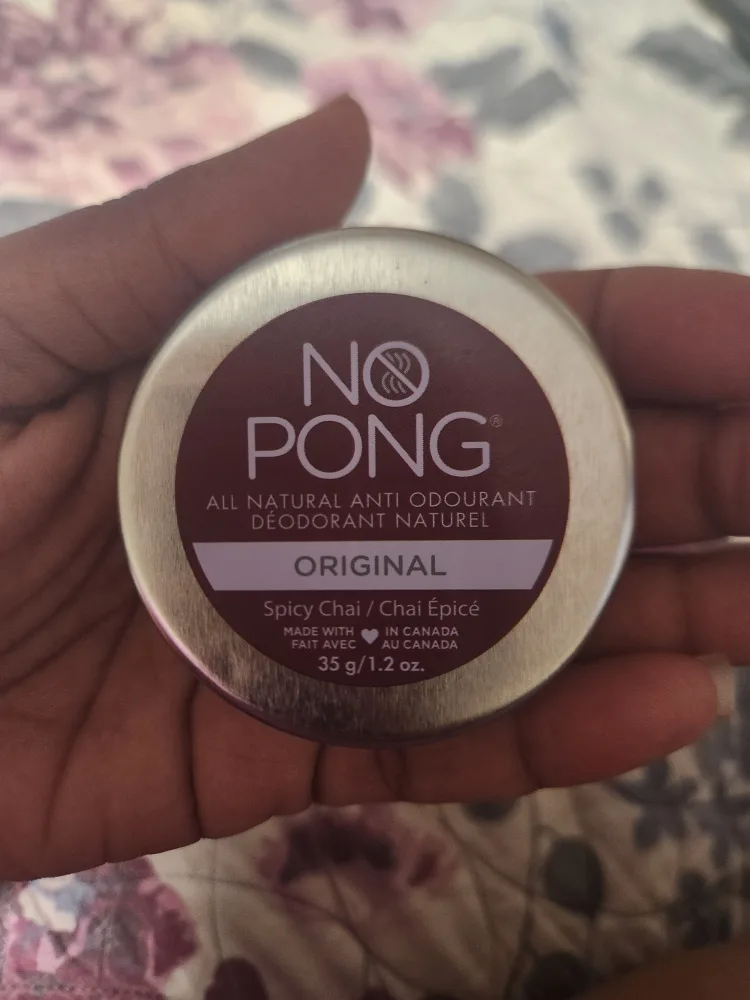 NO
PONG®
ALL NATURAL ANTI ODOURANT
DÉODORANT NATUREL
ORIGINAL
Spicy Chai / Chai Épicé
MADE WITH ♥ IN CANADA
FAIT AVEC AU CANADA
35 g/1.2 oz.